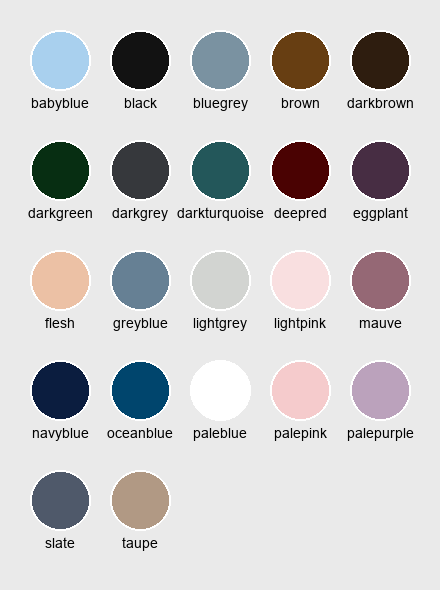 babyblue black bluegrey brown darkbrown
darkgreen darkgrey darkturquoise deepred eggplant
flesh greyblue lightgrey lightpink mauve
navyblue oceanblue paleblue palepink palepurple
slate taupe